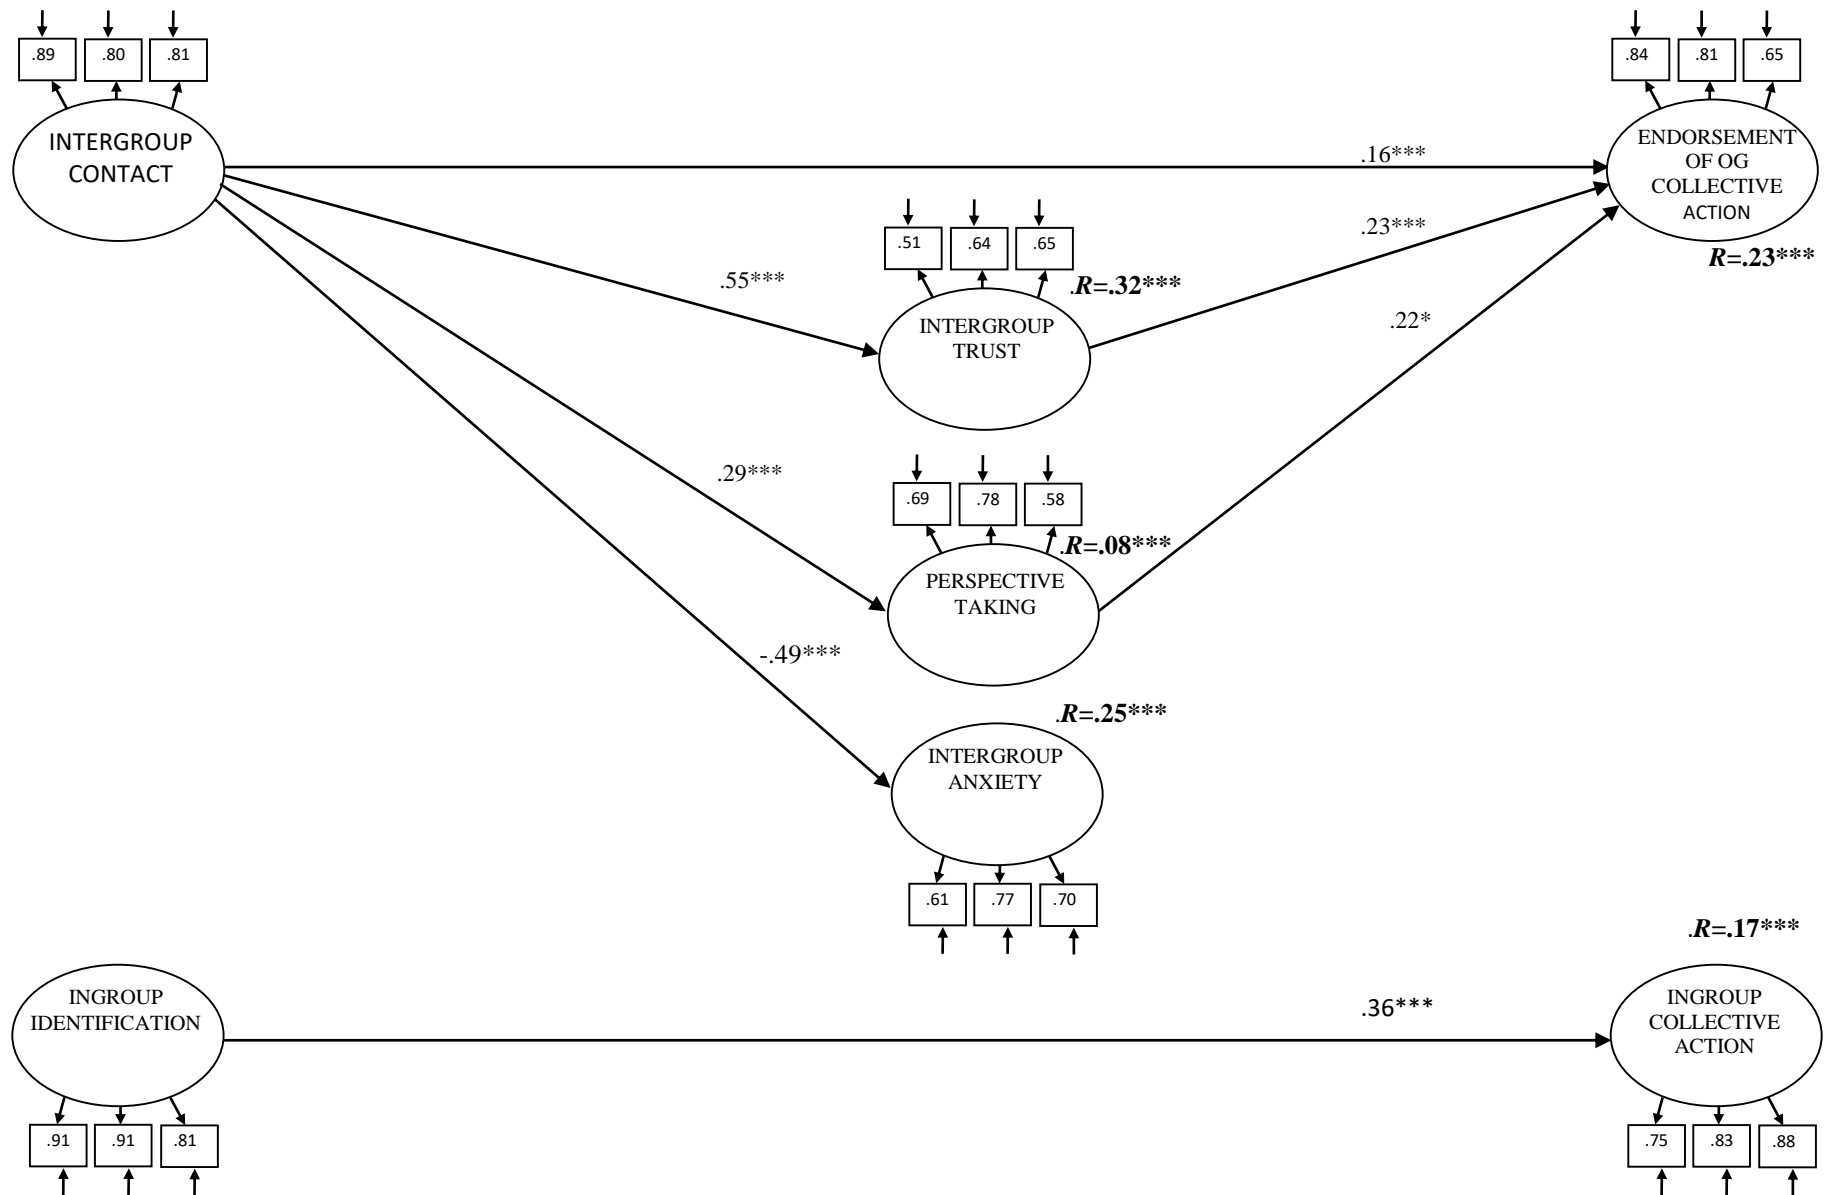 .89 .80 .81
INTERGROUP
CONTACT
.84 .81 .65
ENDORSEMENT
OF OG
COLLECTIVE
ACTION
R=.23***
.16***
.23***
.22*
.55***
.29***
-.49***
.51 .64 .65
.R=.32***
INTERGROUP
TRUST
.69 .78 .58
.R=.08***
PERSPECTIVE
TAKING
.R=.25***
INTERGROUP
ANXIETY
.61 .77 .70
INGROUP
IDENTIFICATION
.91 .91 .81
.36***
.R=.17***
INGROUP
COLLECTIVE
ACTION
.75 .83 .88